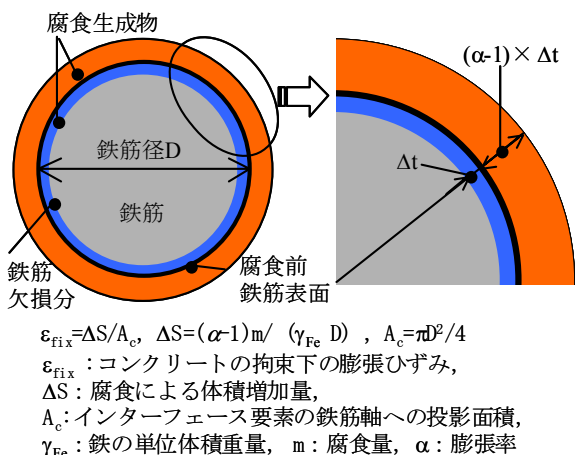 腐食生成物
(α-1)× Δt
鉄筋径D
Δt
鉄筋
鉄筋
欠損分
腐食前
鉄筋表面
εfix=ΔS/Ac, ΔS=(α-1)m/ (γFe D) , Ac=πD²/4
εfix :コンクリートの拘束下の膨張ひずみ,
ΔS:腐食による体積増加量,
Ac:インターフェース要素の鉄筋軸への投影面積,
γFe:鉄の単位体積重量, m:腐食量, α:膨張率